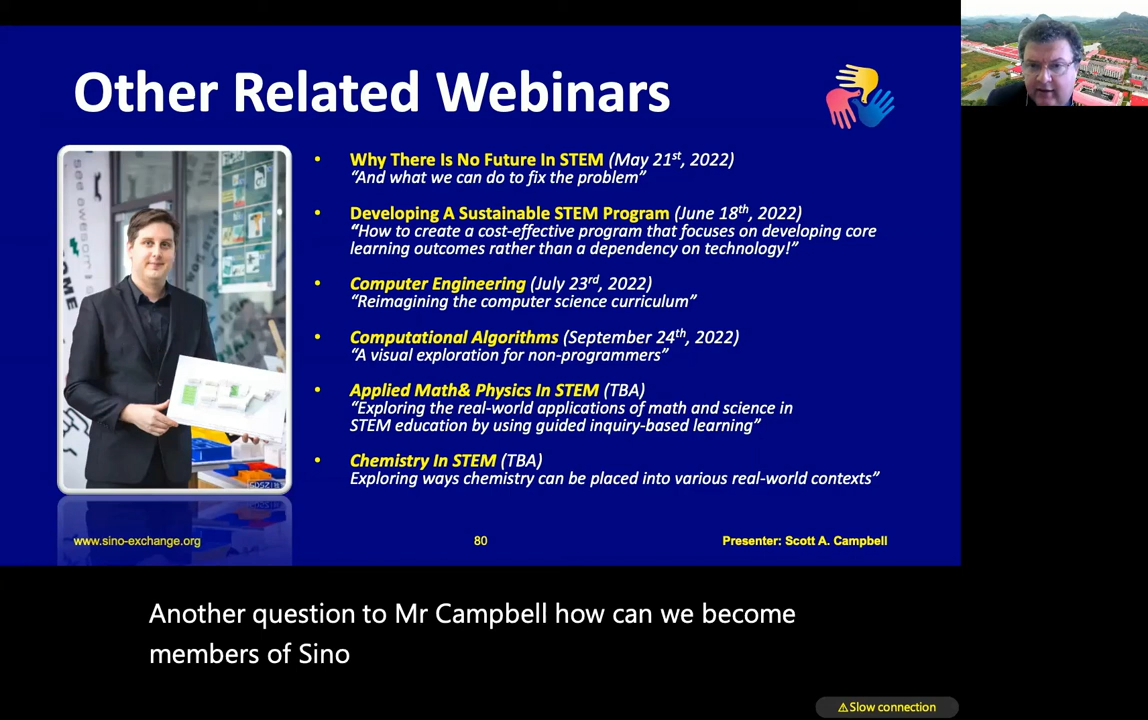 Other Related Webinars
• Why There Is No Future In STEM (May 21st, 2022)
“And what we can do to fix the problem”
• Developing A Sustainable STEM Program (June 18th, 2022)
“How to create a cost-effective program that focuses on developing core
learning outcomes rather than a dependency on technology!”
• Computer Engineering (July 23rd, 2022)
“Reimagining the computer science curriculum”
• Computational Algorithms (September 24th, 2022)
“A visual exploration for non-programmers”
• Applied Math& Physics In STEM (TBA)
“Exploring the real-world applications of math and science in
STEM education by using guided inquiry-based learning”
• Chemistry In STEM (TBA)
Exploring ways chemistry can be placed into various real-world contexts”
www.sino-exchange.org
80
Presenter: Scott A. Campbell
Another question to Mr Campbell how can we become
members of Sino
⚠Slow connection